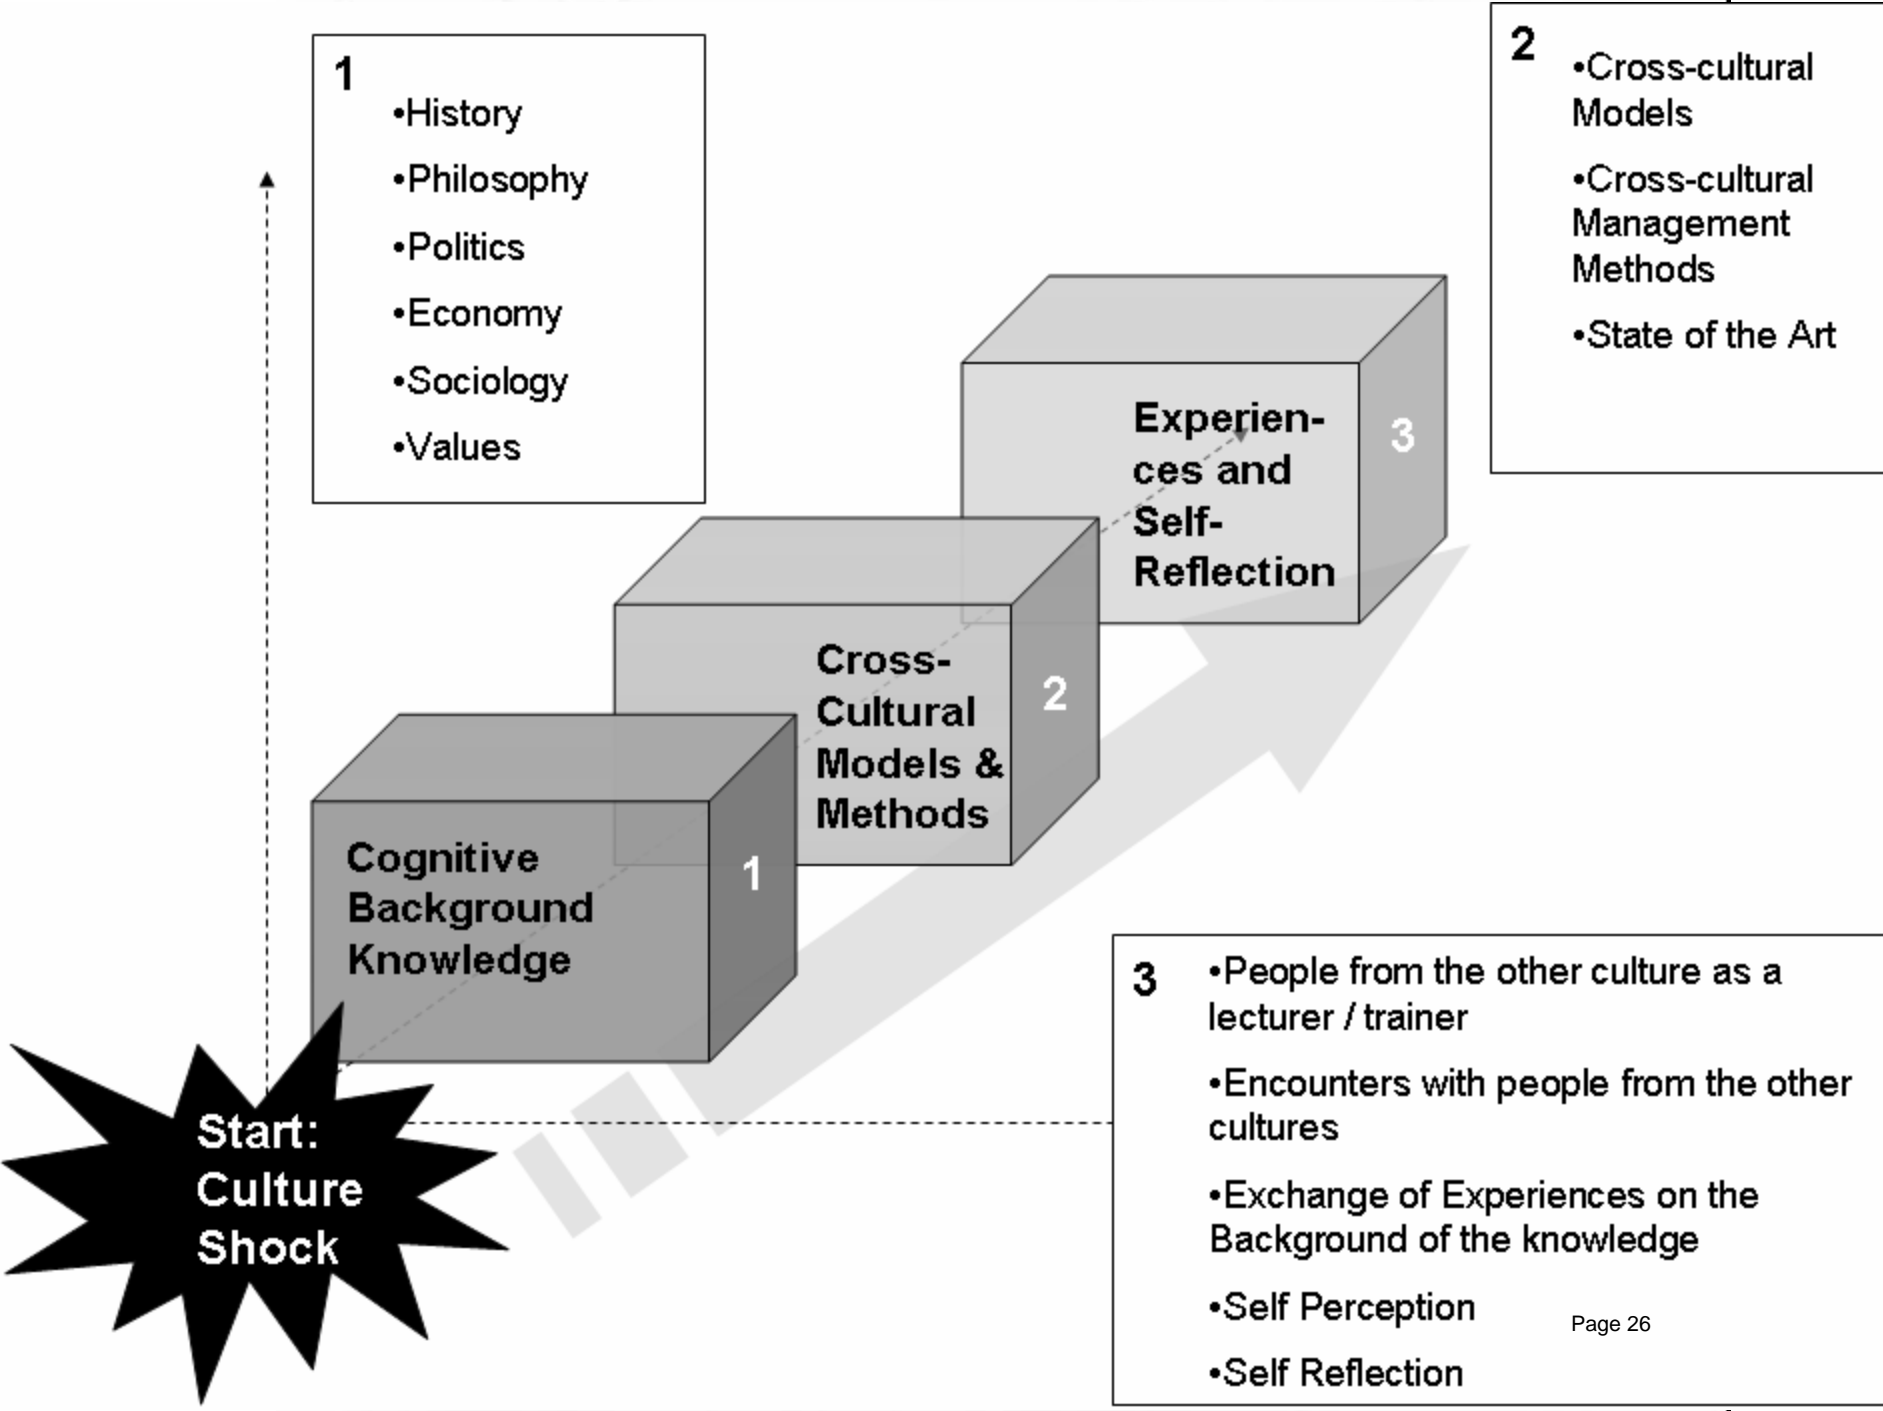 1
•History
•Philosophy
•Politics
•Economy
•Sociology
•Values
2
•Cross-cultural
Models
•Cross-cultural
Management
Methods
•State of the Art
Experien-
ces and
Self-
Reflection
3
Cross-
Cultural
Models &
Methods
2
Cognitive
Background
Knowledge
1
Start:
Culture
Shock
3
•People from the other culture as a
lecturer / trainer
•Encounters with people from the other
cultures
•Exchange of Experiences on the
Background of the knowledge
•Self Perception
•Self Reflection
Page 26